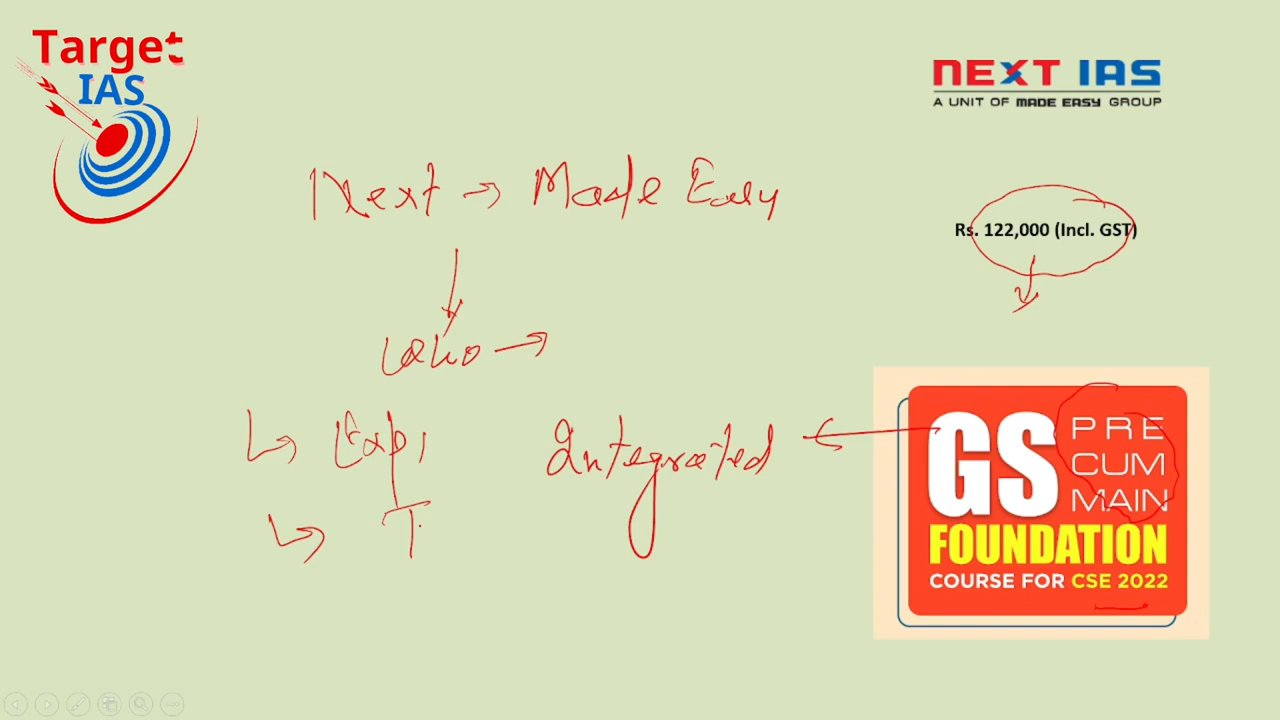 Target
IAS
NEXT IAS
A UNIT OF MADE EASY GROUP
Next → Made Easy
Rs. 122,000 (Incl. GST)
Integrated
T
GS PRE
CUM
MAIN
FOUNDATION
COURSE FOR CSE 2022